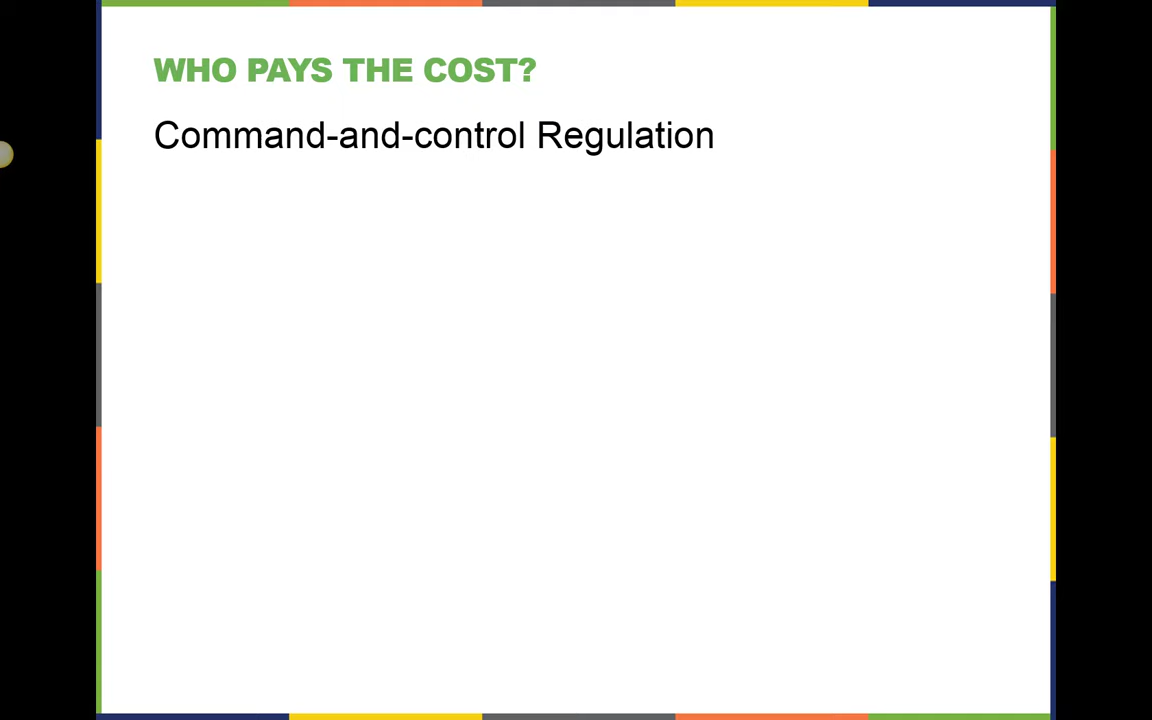 WHO PAYS THE COST?
Command-and-control Regulation